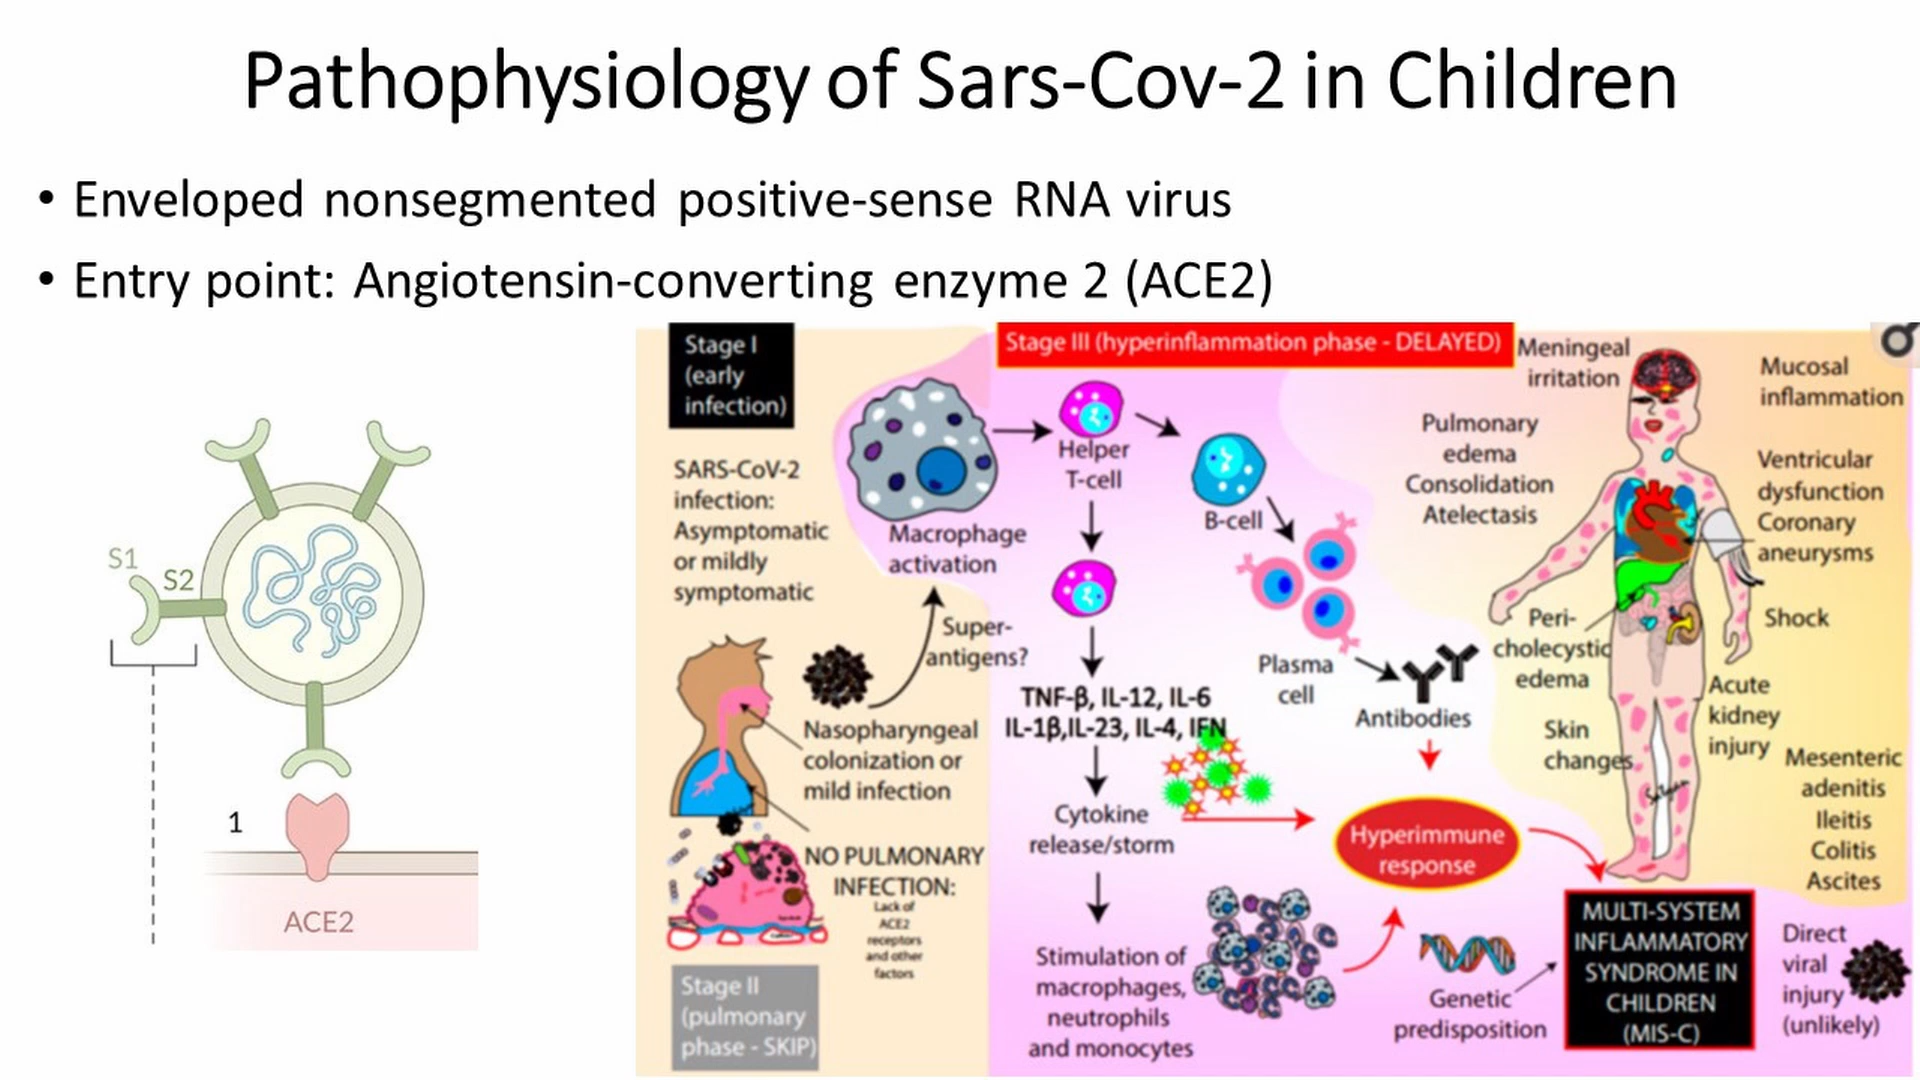 Pathophysiology of Sars-Cov-2 in Children
• Enveloped nonsegmented positive-sense RNA virus
• Entry point: Angiotensin-converting enzyme 2 (ACE2)
S1
S2
1
ACE2
Stage I
(early
infection)
SARS-CoV-2
infection:
Asymptomatic
or mildly
symptomatic
Macrophage
activation
Super-
antigens?
Nasopharyngeal
colonization or
mild infection
NO PULMONARY
INFECTION:
Lack of
ACE2
receptors
and other
factors
Stage II
(pulmonary
phase - SKIP)
Stage III (hyperinflammation phase - DELAYED)
Helper
T-cell
B-cell
Plasma
cell
Antibodies
TNF-β, IL-12, IL-6
IL-1β,IL-23, IL-4, IFN
Cytokine
release/storm
Stimulation of
macrophages,
neutrophils
and monocytes
Hyperimmune
response
Genetic
predisposition
MULTI-SYSTEM
INFLAMMATORY
SYNDROME IN
CHILDREN
(MIS-C)
Meningeal
irritation
Pulmonary
edema
Consolidation
Atelectasis
Peri-
cholecystic
edema
Skin
changes
Mucosal
inflammation
Ventricular
dysfunction
Coronary
aneurysms
Shock
Acute
kidney
injury
Mesenteric
adenitis
Ileitis
Colitis
Ascites
Direct
viral
injury
(unlikely)